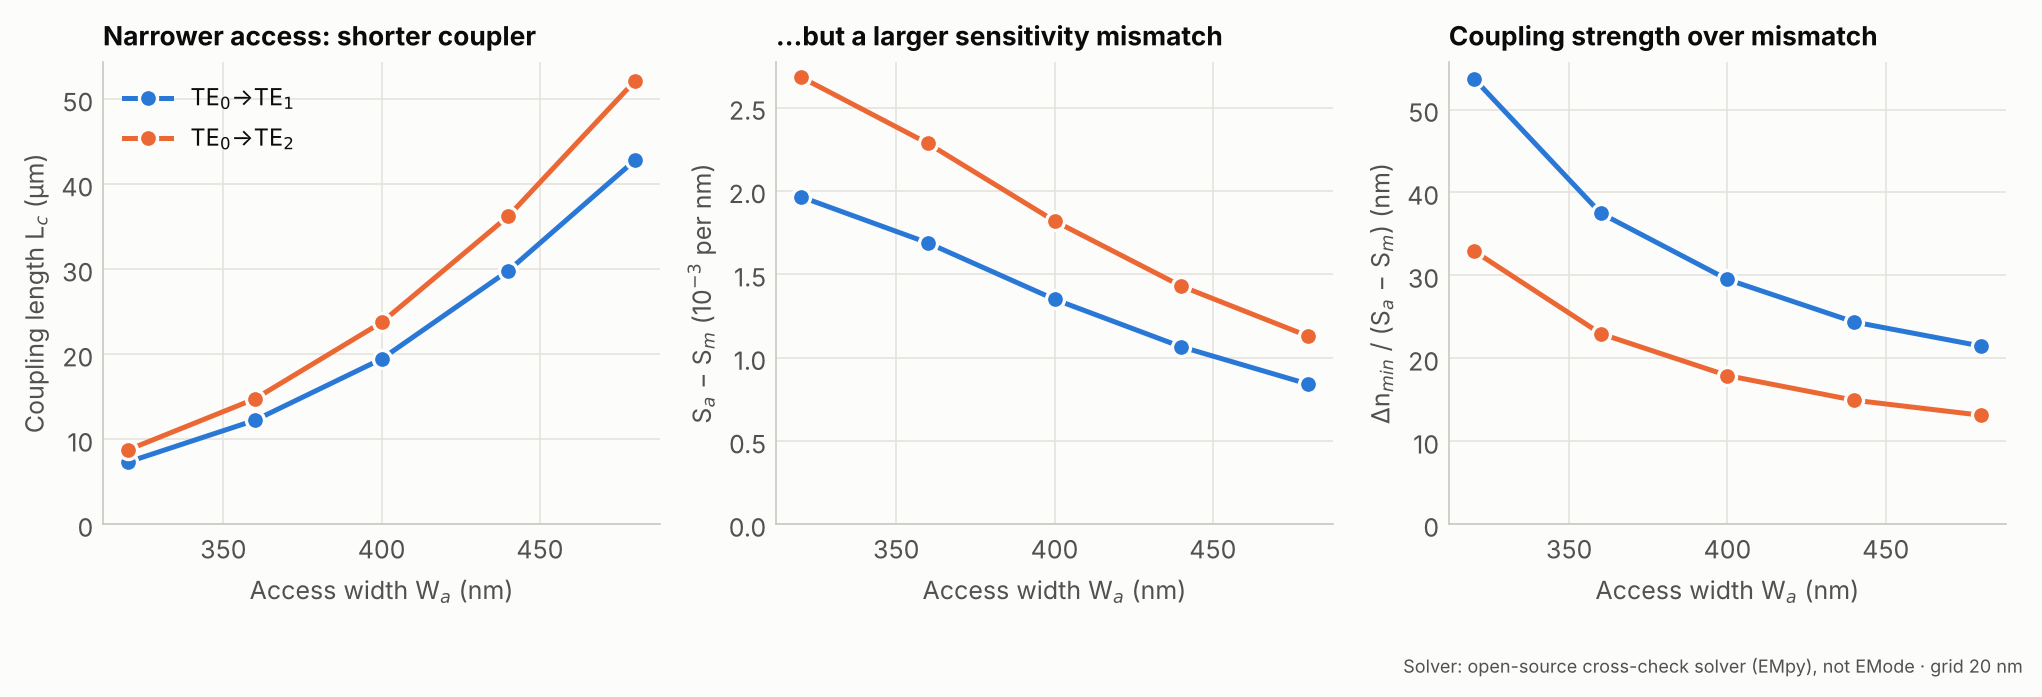 Narrower access: shorter coupler
TE₀→TE₁
TE₀→TE₂
Coupling length L_c (µm)
50
40
30
20
10
0
350 400 450
Access width Wₐ (nm)
...but a larger sensitivity mismatch
Sₐ − Sₘ (10⁻³ per nm)
2.5
2.0
1.5
1.0
0.5
0.0
350 400 450
Access width Wₐ (nm)
Coupling strength over mismatch
Δnₘᵢₙ / (Sₐ − Sₘ) (nm)
50
40
30
20
10
0
350 400 450
Access width Wₐ (nm)
Solver: open-source cross-check solver (EMpy), not EMode · grid 20 nm